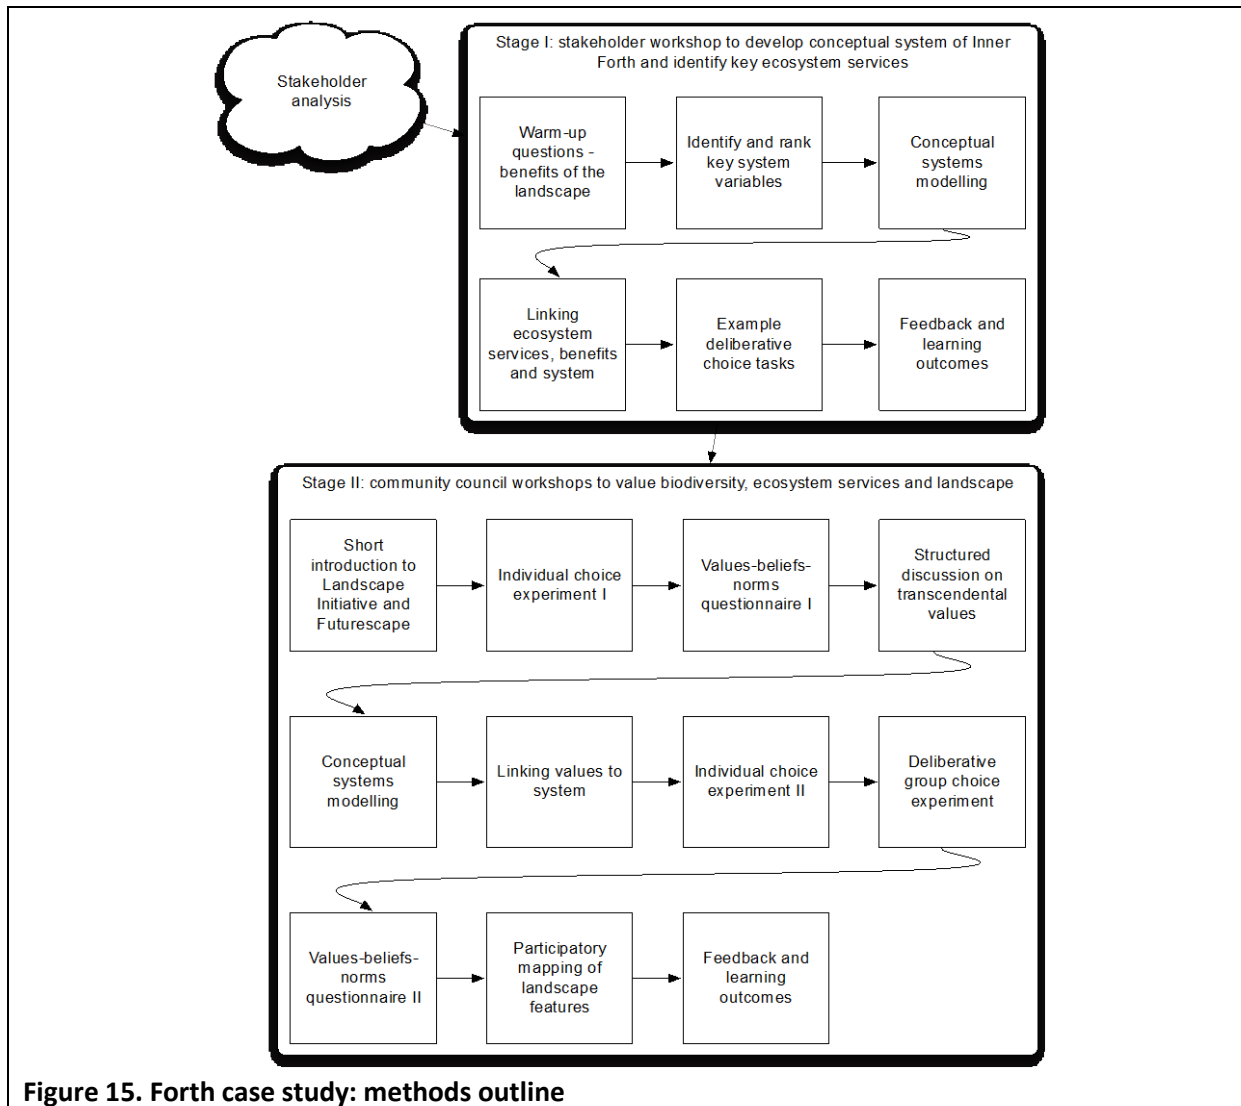 Stakeholder
analysis
Stage I: stakeholder workshop to develop conceptual system of Inner
Forth and identify key ecosystem services
Warm-up
questions -
benefits of the
landscape
Identify and rank
key system
variables
Conceptual
systems
modelling
Linking
ecosystem
services, benefits
and system
Example
deliberative
choice tasks
Feedback and
learning
outcomes
Stage II: community council workshops to value biodiversity, ecosystem services and landscape
Short
introduction to
Landscape
Initiative and
Futurescape
Individual choice
experiment I
Values-beliefs-
norms
questionnaire I
Structured
discussion on
transcendental
values
Conceptual
systems
modelling
Linking values to
system
Individual choice
experiment II
Deliberative
group choice
experiment
Values-beliefs-
norms
questionnaire II
Participatory
mapping of
landscape
features
Feedback and
learning
outcomes
Figure 15. Forth case study: methods outline